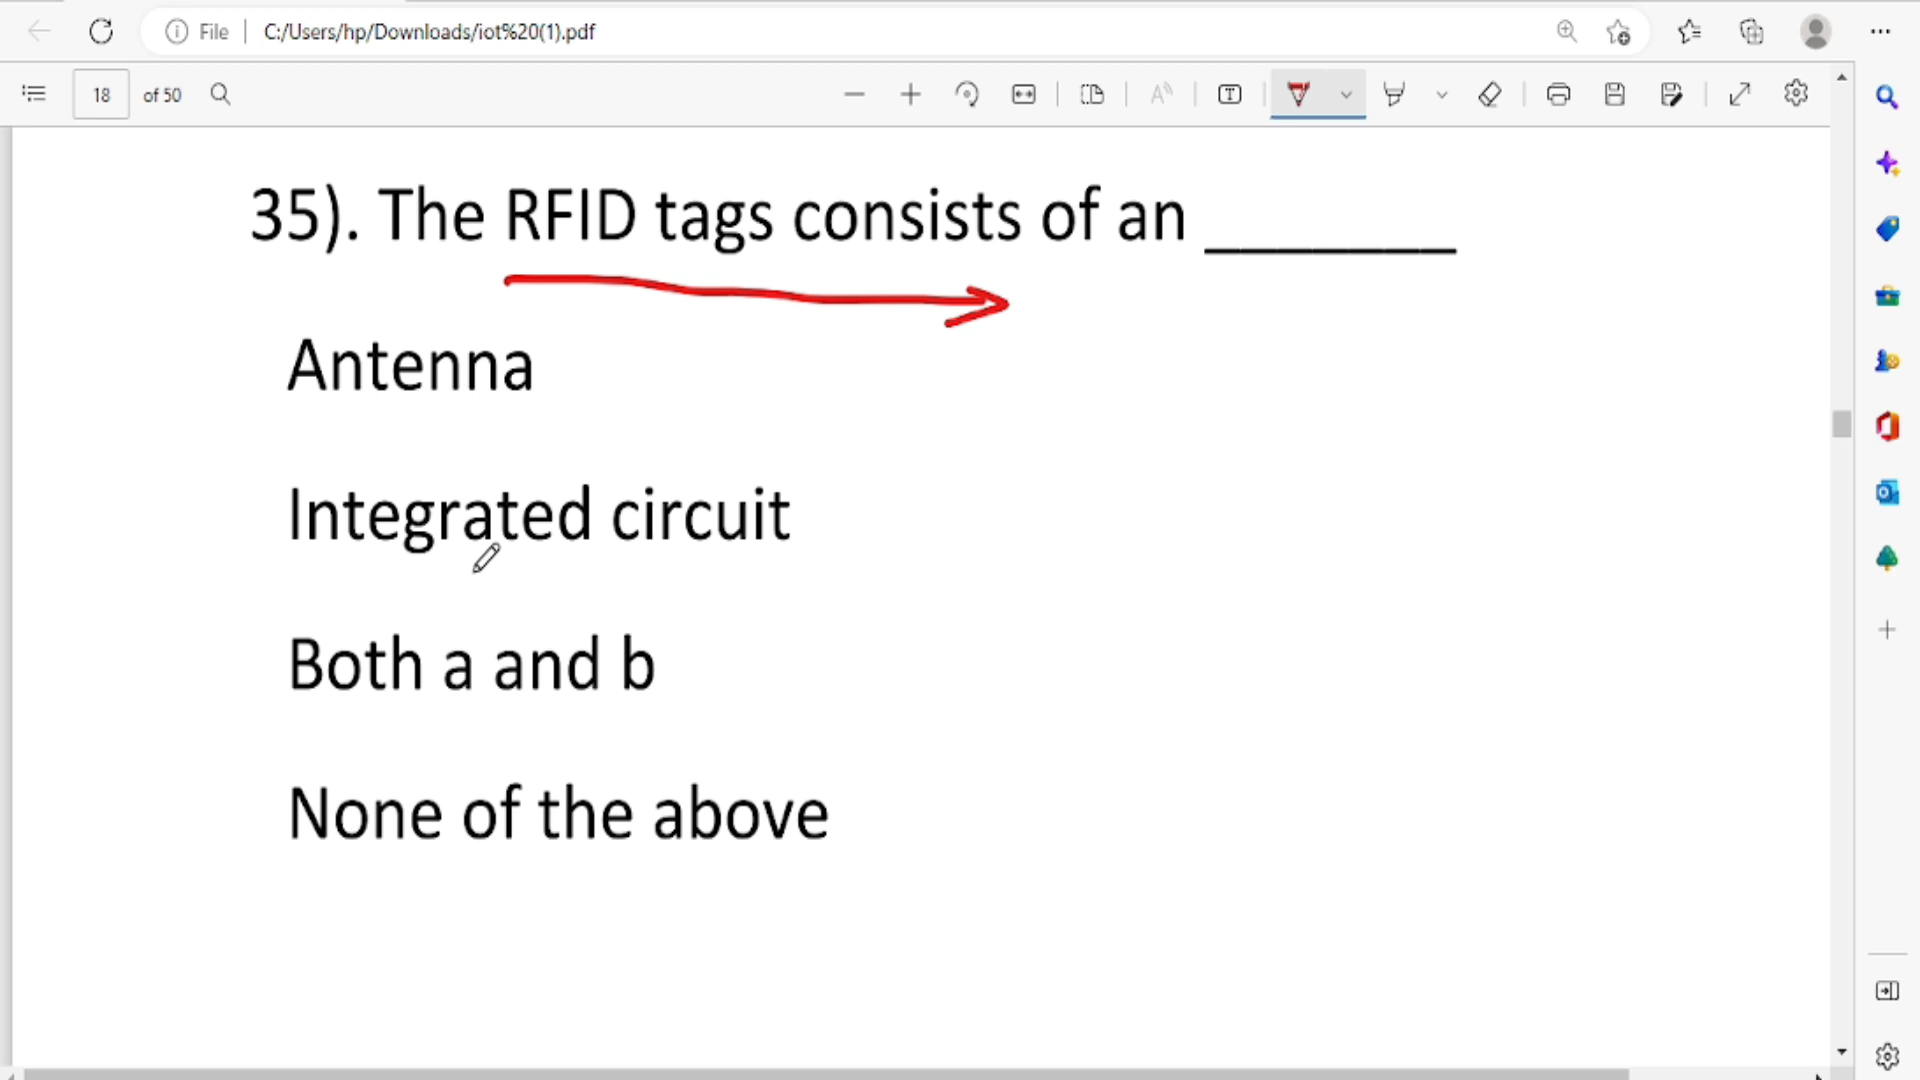 File C:/Users/hp/Downloads/iot%20(1).pdf
18 of 50
35). The RFID tags consists of an _______
Antenna
Integrated circuit
Both a and b
None of the above